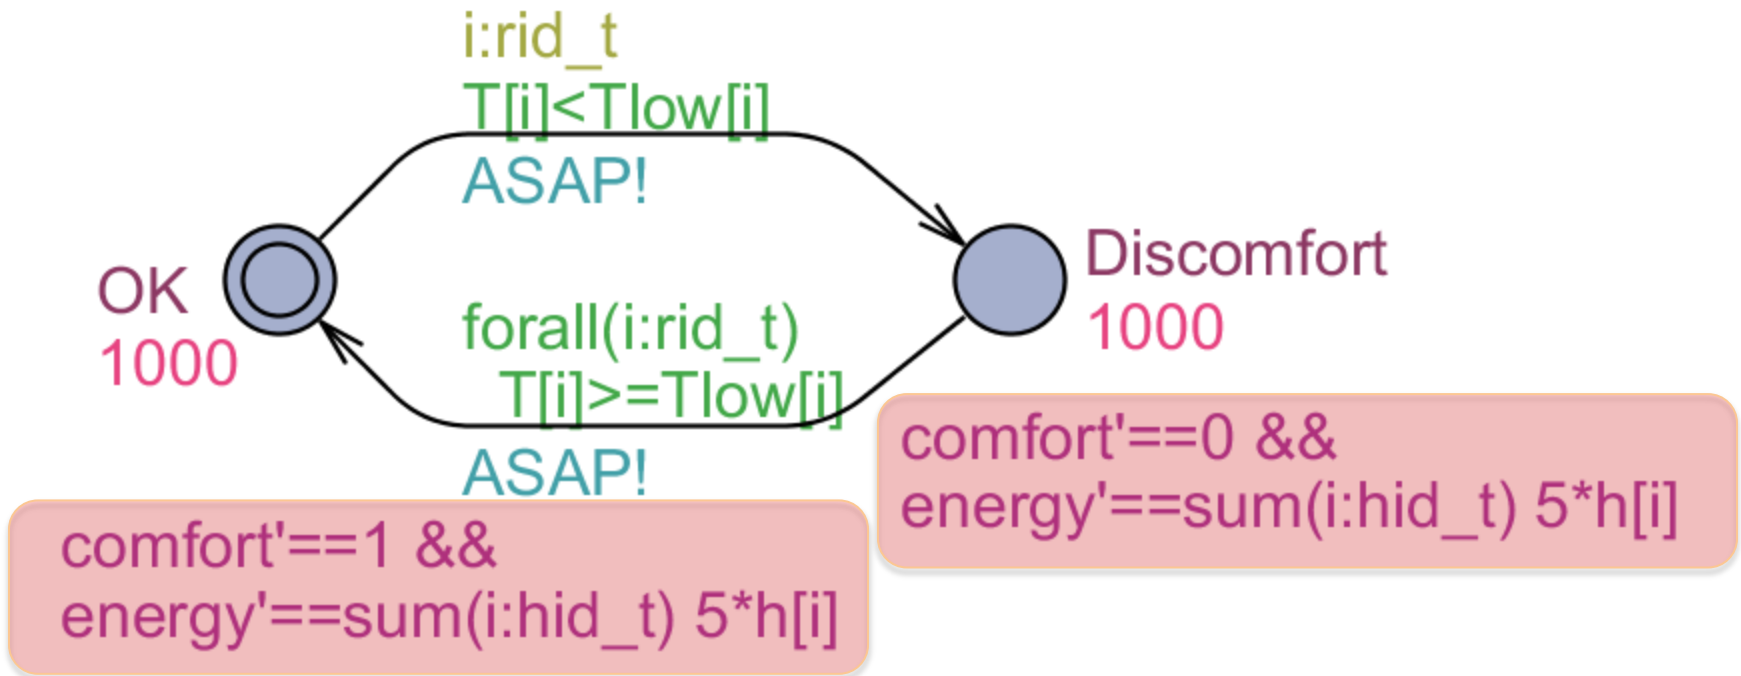 i:rid_t
T[i]<Tlow[i]
ASAP!
OK
1000
Discomfort
1000
forall(i:rid_t)
T[i]>=Tlow[i]
ASAP!
comfort'==0 &&
energy'==sum(i:hid_t) 5*h[i]
comfort'==1 &&
energy'==sum(i:hid_t) 5*h[i]